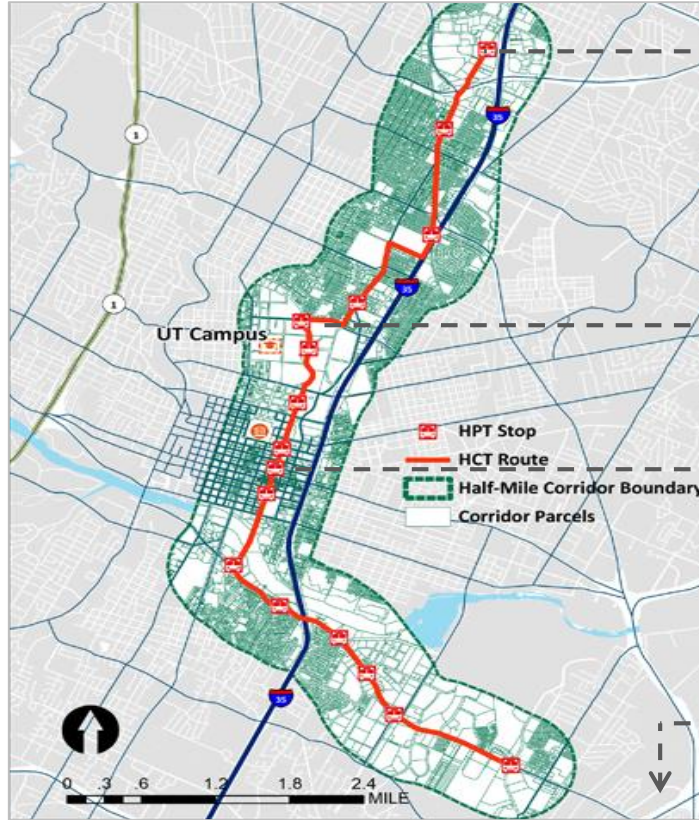 1
35
1
1
35
UT Campus
HPT Stop
HCT Route
Half-Mile Corridor Boundary
Corridor Parcels
35
0 .3 .6 1.2 1.8 2.4
MILE